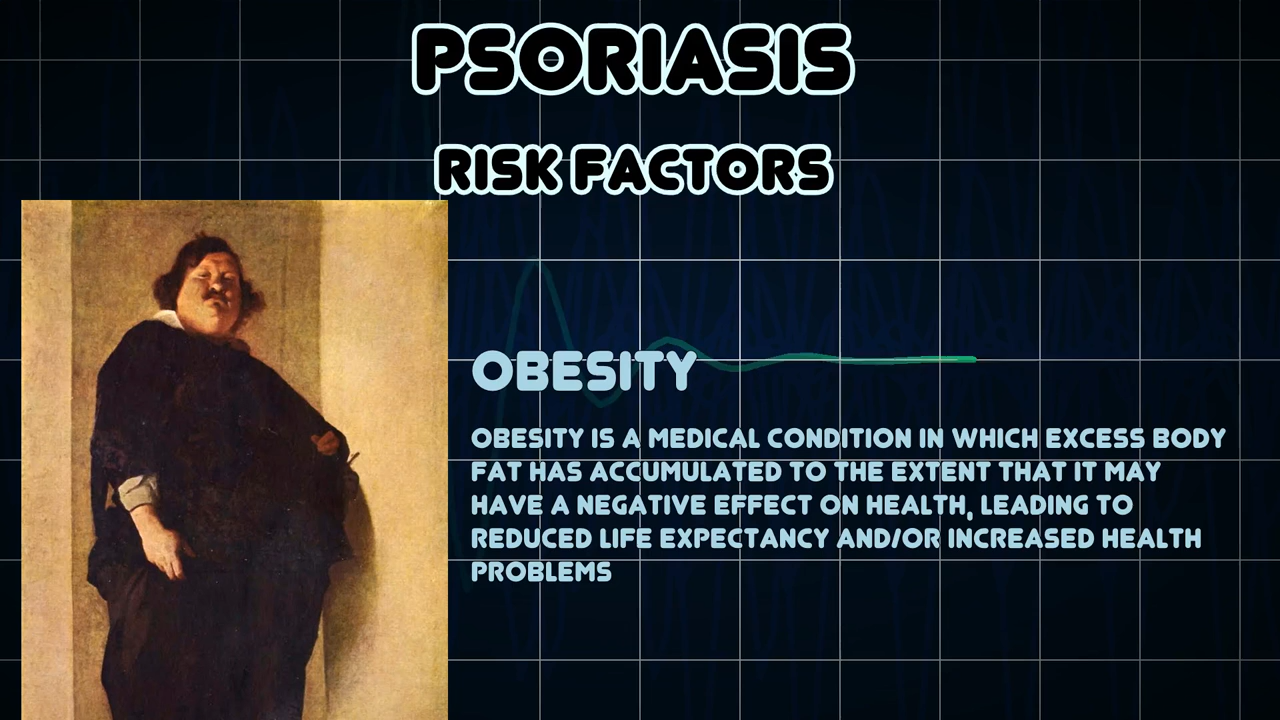 PSORIASIS
RISK FACTORS
OBESITY
OBESITY IS A MEDICAL CONDITION IN WHICH EXCESS BODY
FAT HAS ACCUMULATED TO THE EXTENT THAT IT MAY
HAVE A NEGATIVE EFFECT ON HEALTH, LEADING TO
REDUCED LIFE EXPECTANCY AND/OR INCREASED HEALTH
PROBLEMS